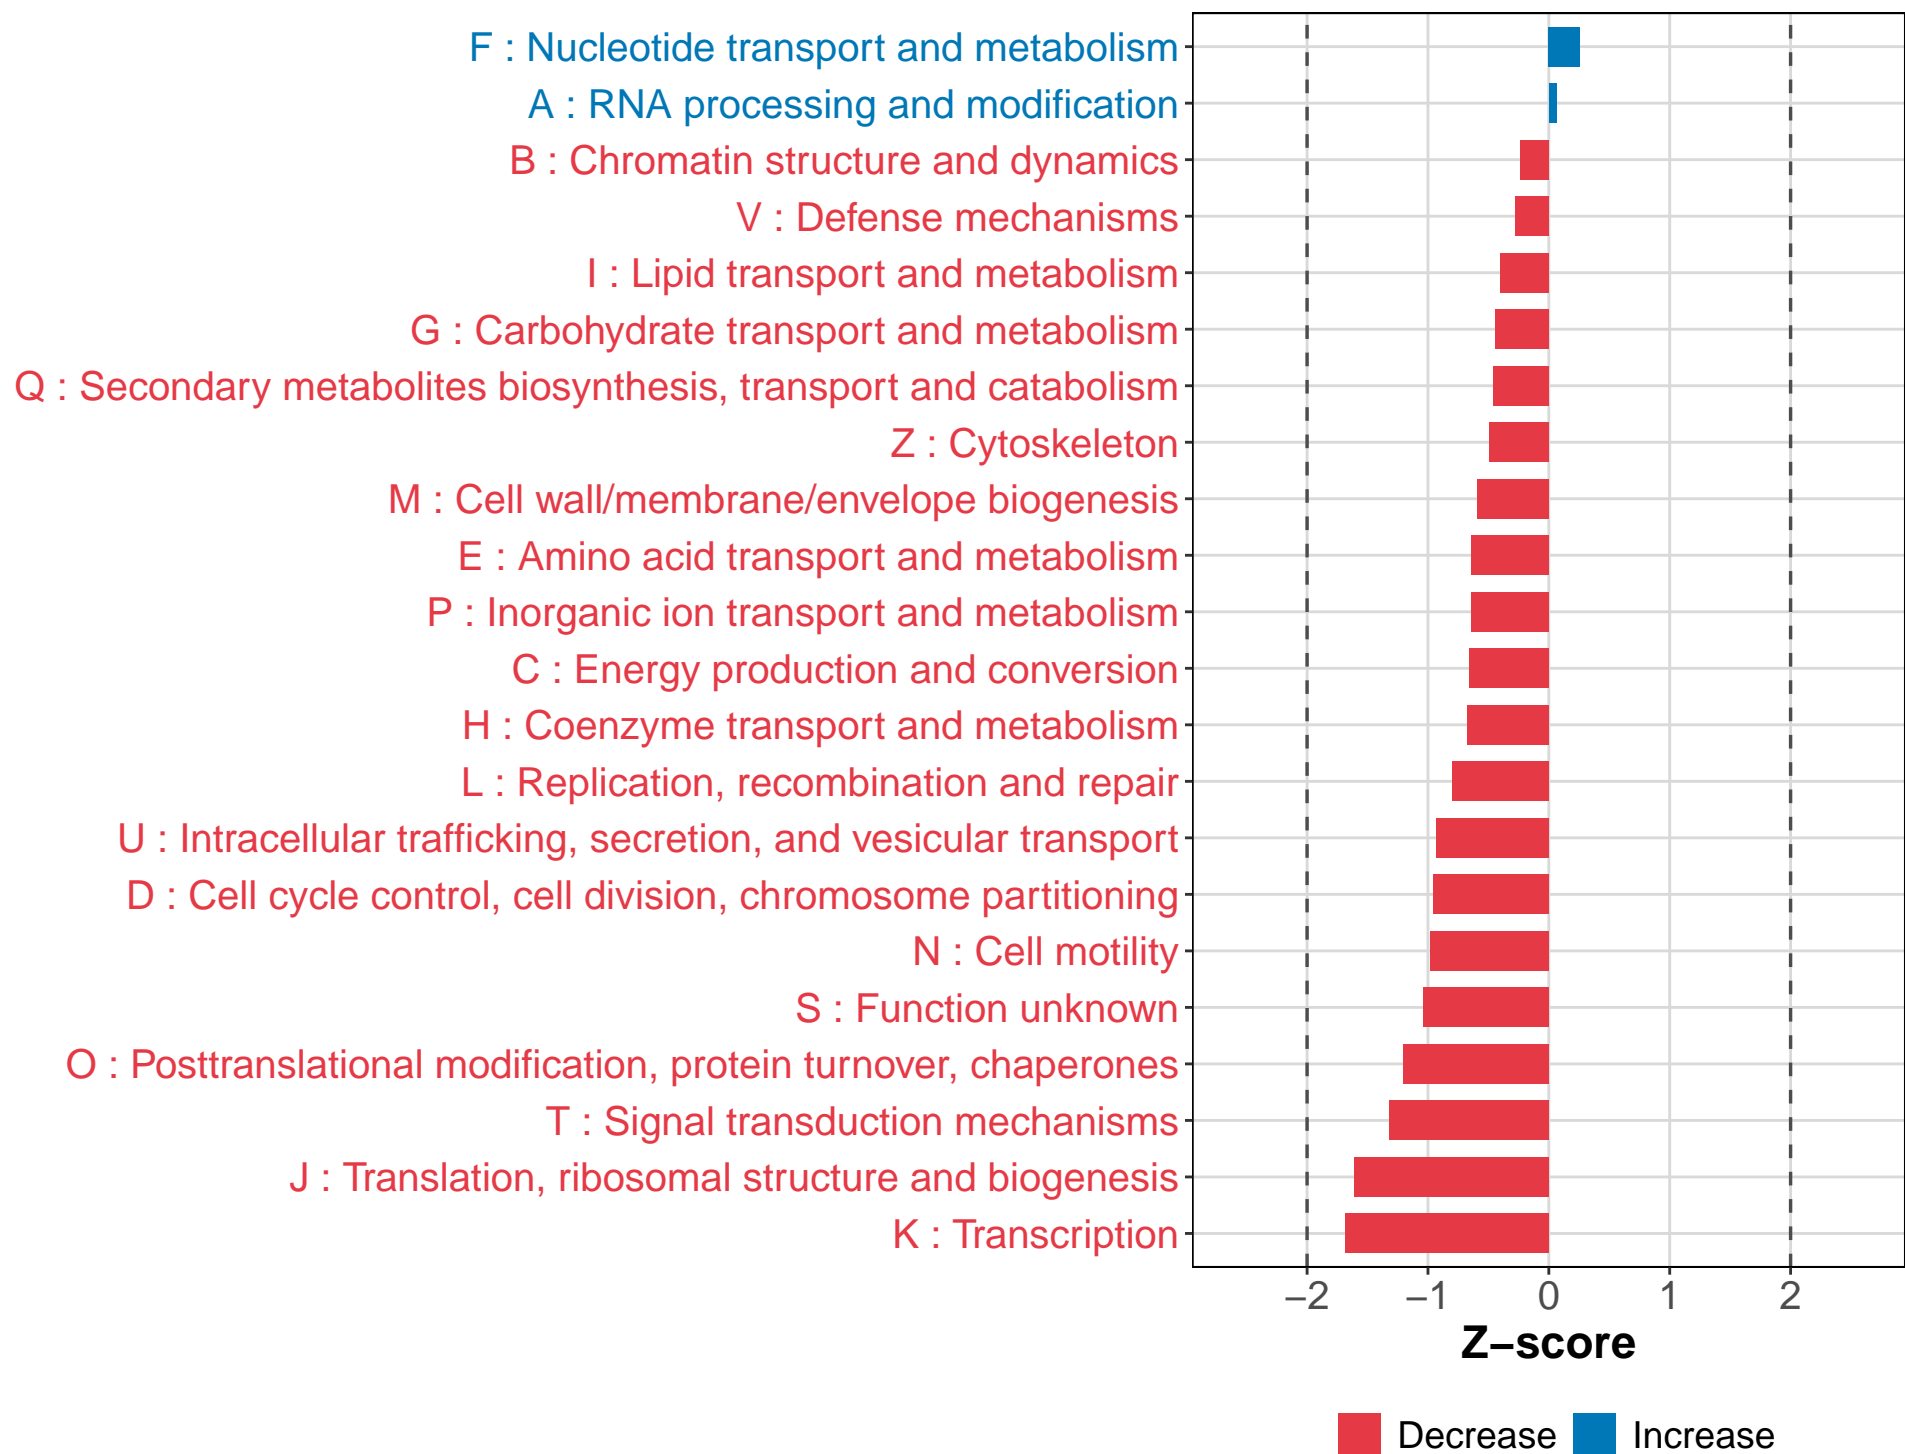 F : Nucleotide transport and metabolism
A : RNA processing and modification
B : Chromatin structure and dynamics
V : Defense mechanisms
I : Lipid transport and metabolism
G : Carbohydrate transport and metabolism
Q : Secondary metabolites biosynthesis, transport and catabolism
Z : Cytoskeleton
M : Cell wall/membrane/envelope biogenesis
E : Amino acid transport and metabolism
P : Inorganic ion transport and metabolism
C : Energy production and conversion
H : Coenzyme transport and metabolism
L : Replication, recombination and repair
U : Intracellular trafficking, secretion, and vesicular transport
D : Cell cycle control, cell division, chromosome partitioning
N : Cell motility
S : Function unknown
O : Posttranslational modification, protein turnover, chaperones
T : Signal transduction mechanisms
J : Translation, ribosomal structure and biogenesis
K : Transcription
−2 −1 0 1 2
Z−score
Decrease Increase